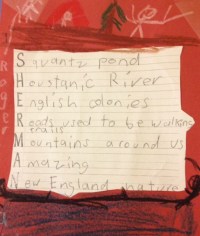 Roger
Squantz pond
Houstanic River
English colonies
Roads used to be walking
trails
Mountains around us
Amazing
New England nature